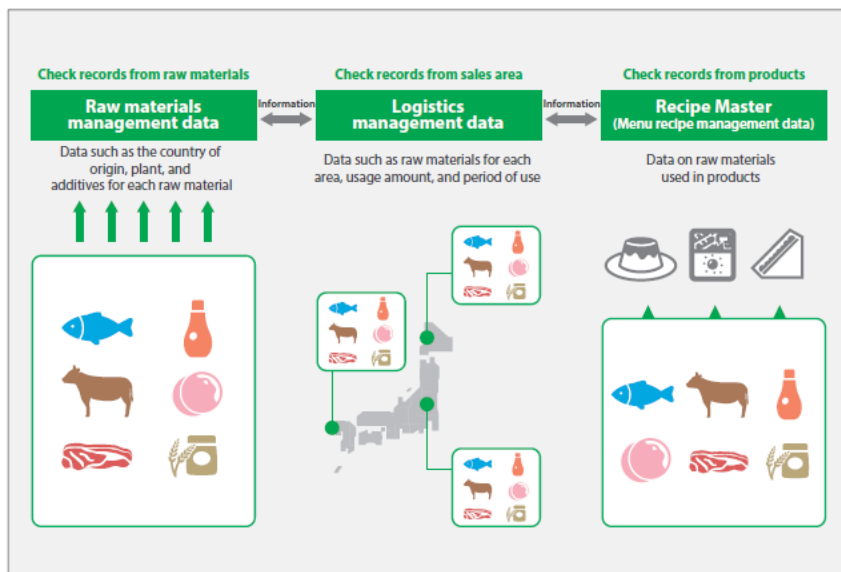 Check records from raw materials
Raw materials
management data
Data such as the country of
origin, plant, and
additives for each raw material
Information
Check records from sales area
Logistics
management data
Data such as raw materials for each
area, usage amount, and period of use
Information
Check records from products
Recipe Master
(Menu recipe management data)
Data on raw materials
used in products